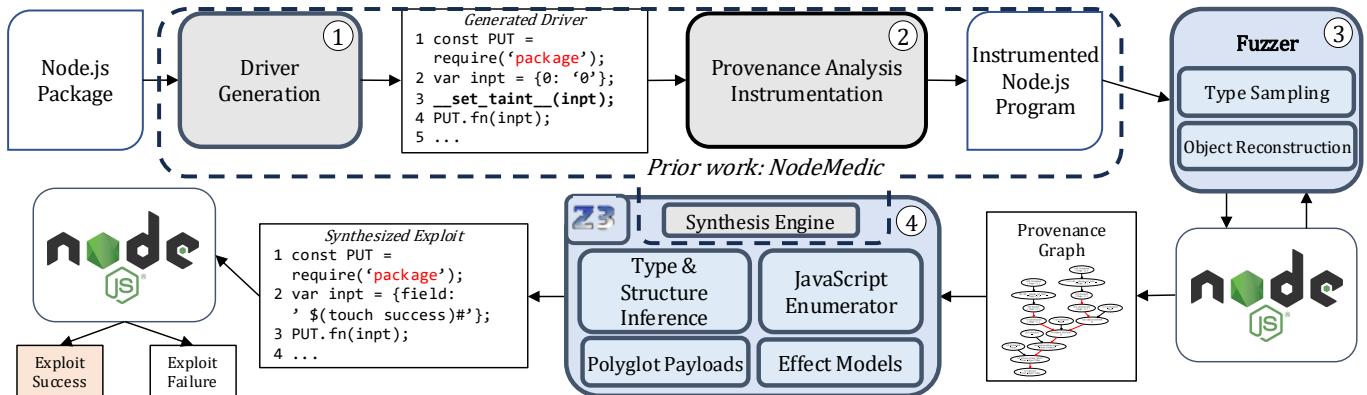 Node.js
Package
1
Driver
Generation
Generated Driver
1 const PUT =
require(‘package’);
2 var inpt = {0: ‘0’};
3 __set_taint__(inpt);
4 PUT.fn(inpt);
5 ...
2
Provenance Analysis
Instrumentation
Instrumented
Node.js
Program
Prior work: NodeMedic
3
Fuzzer
Type Sampling
Object Reconstruction
node
JS
Provenance
Graph
Z3
Synthesis Engine
4
Type &
Structure
Inference
JavaScript
Enumerator
Polyglot Payloads
Effect Models
Synthesized Exploit
1 const PUT =
require(‘package’);
2 var inpt = {field:
’ $(touch success)#’};
3 PUT.fn(inpt);
4 ...
node
JS
Exploit
Success
Exploit
Failure